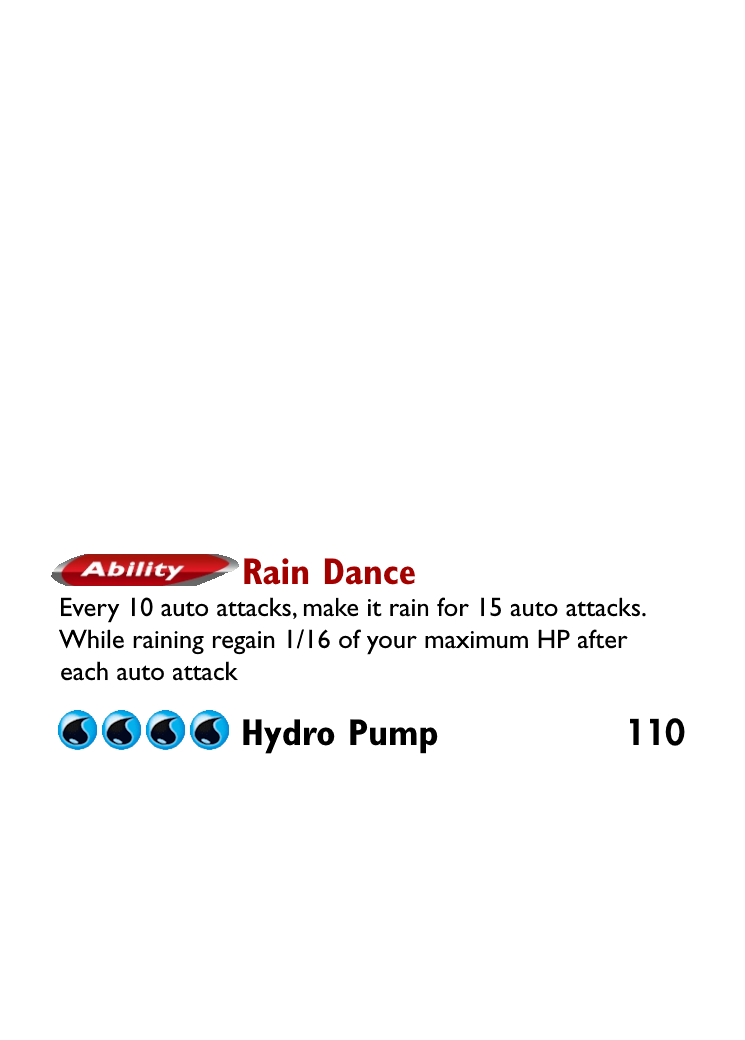 Ability Rain Dance
Every 10 auto attacks, make it rain for 15 auto attacks.
While raining regain 1/16 of your maximum HP after
each auto attack
Hydro Pump 110